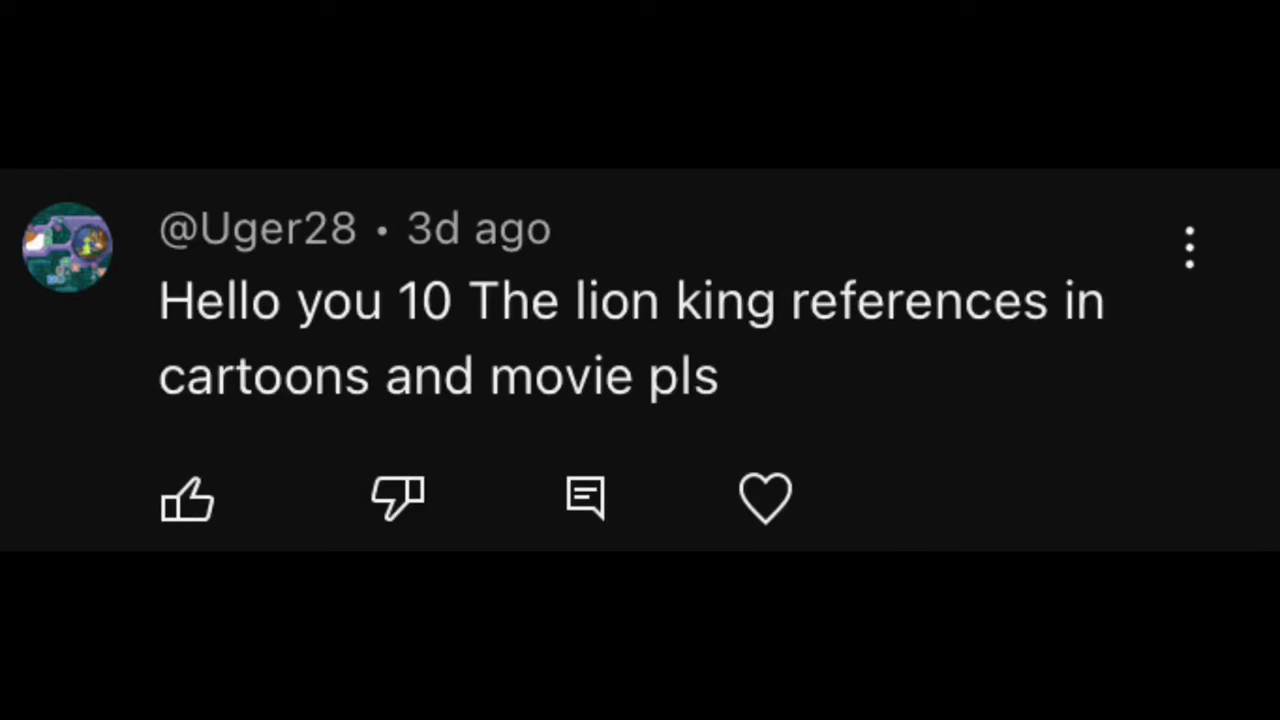 @Uger28 • 3d ago
Hello you 10 The lion king references in
cartoons and movie pls